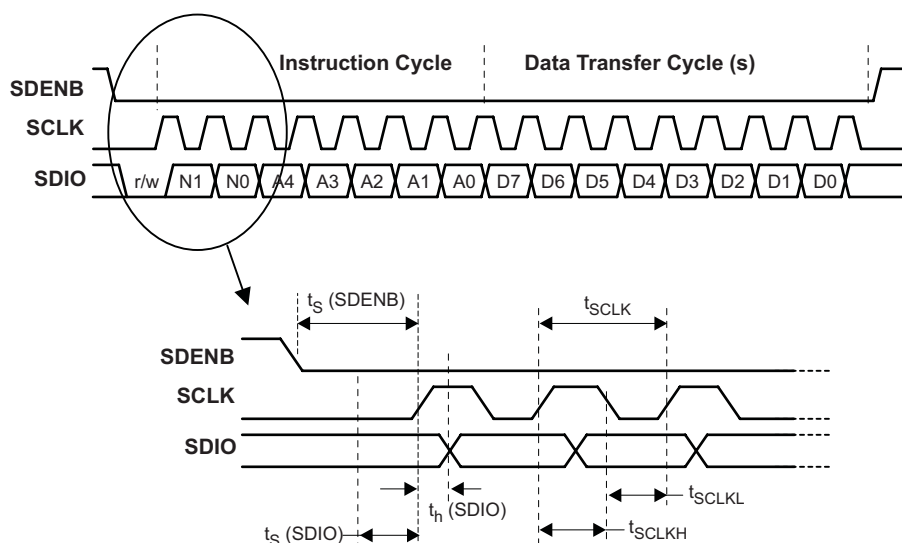 Instruction Cycle Data Transfer Cycle (s)
SDENB
SCLK
SDIO r/w N1 N0 A4 A3 A2 A1 A0 D7 D6 D5 D4 D3 D2 D1 D0
tS (SDENB) tSCLK
SDENB
SCLK
SDIO
th (SDIO) tSCLKL
tS (SDIO) tSCLKH